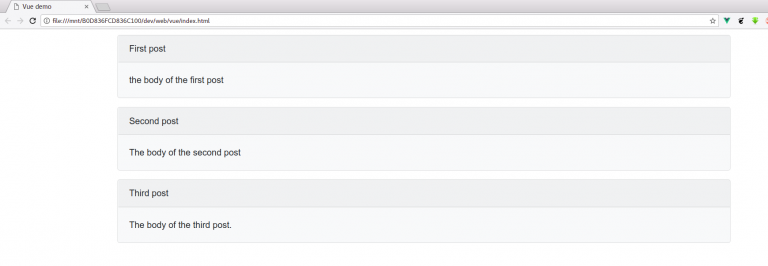 Vue demo
file:///mnt/B0D836FCD836C100/dev/web/vue/index.html
First post
the body of the first post
Second post
The body of the second post
Third post
The body of the third post.